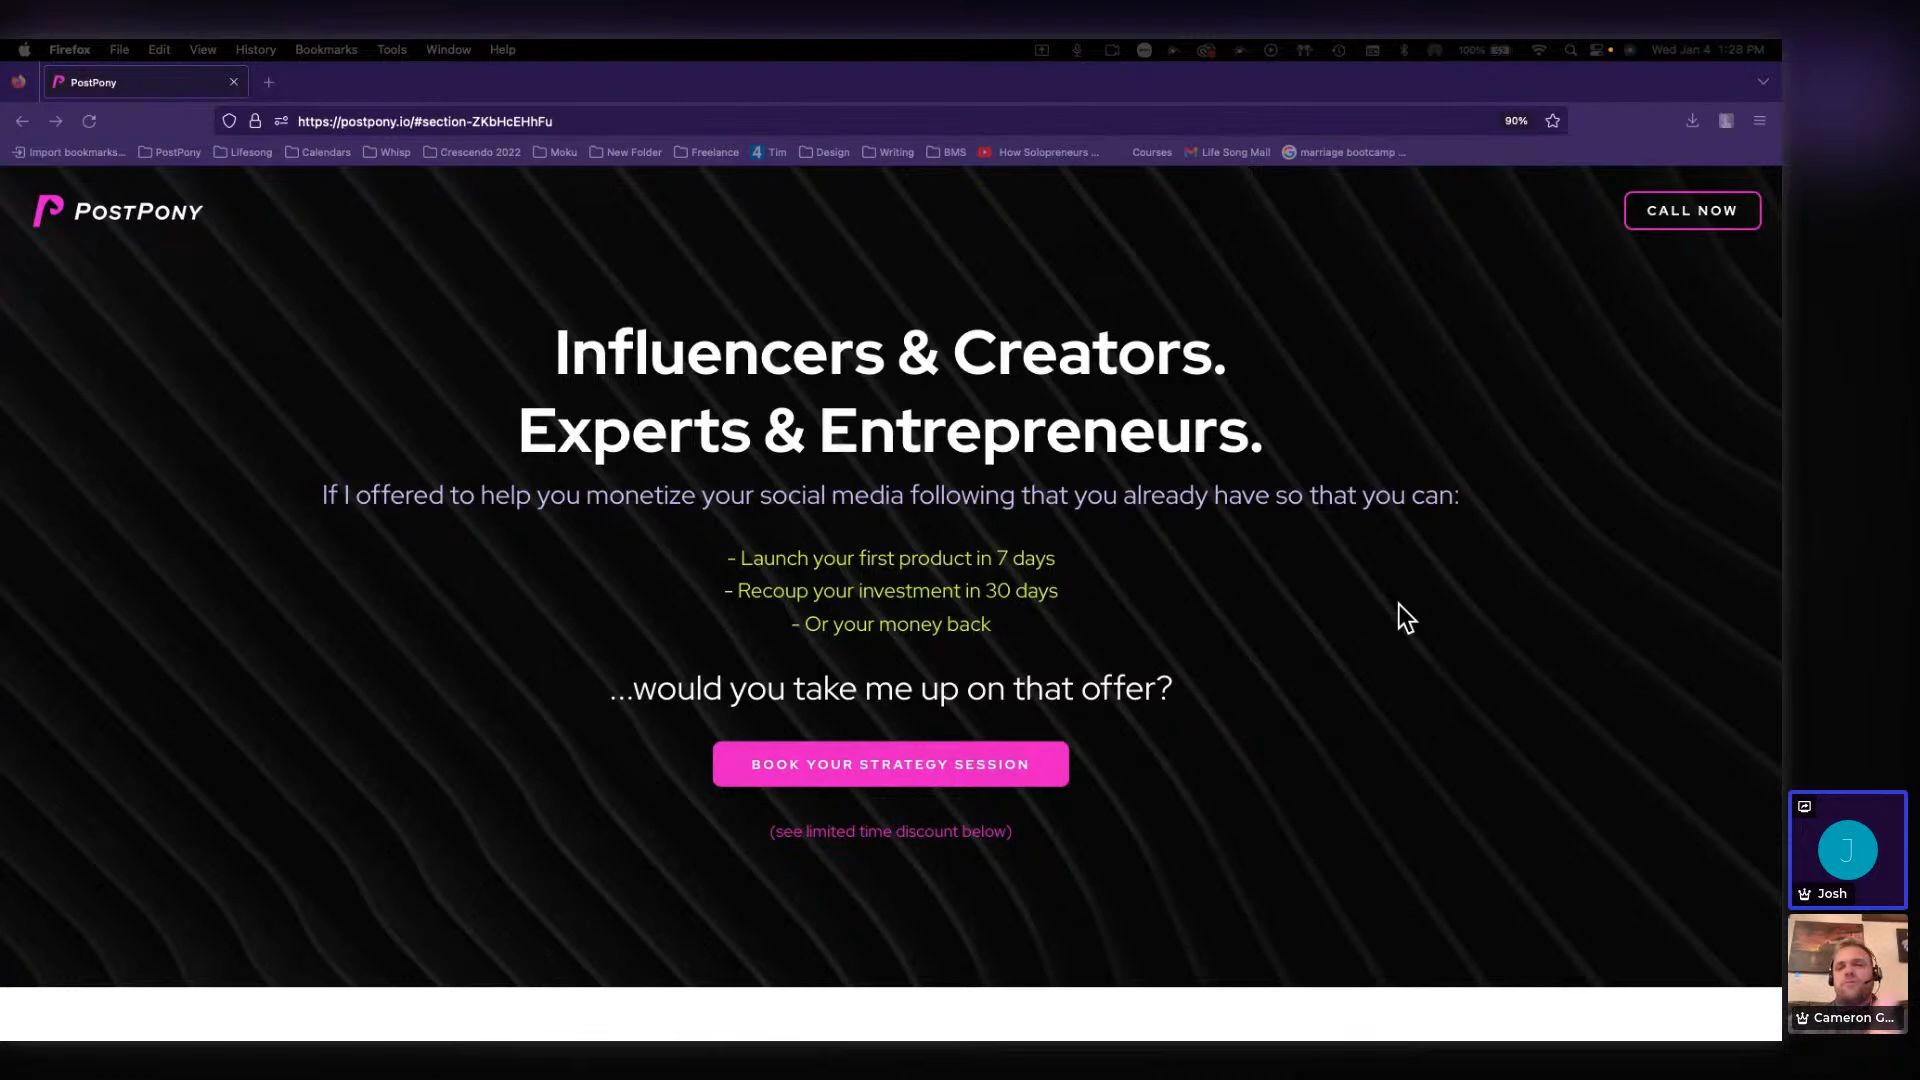 Firefox File Edit View History Bookmarks Tools Window Help 100% Wed Jan 4 1:28 PM
PostPony
https://postpony.io/#section-ZKbHcEHhFu 90%
Import bookmarks... PostPony Lifesong Calendars Whisp Crescendo 2022 Moku New Folder Freelance 4 Tim Design Writing BMS How Solopreneurs ... Courses Life Song Mail marriage bootcamp ...
POSTPONY
CALL NOW
Influencers & Creators.
Experts & Entrepreneurs.
If I offered to help you monetize your social media following that you already have so that you can:
- Launch your first product in 7 days
- Recoup your investment in 30 days
- Or your money back
...would you take me up on that offer?
BOOK YOUR STRATEGY SESSION
(see limited time discount below)
J
Josh
Cameron G...